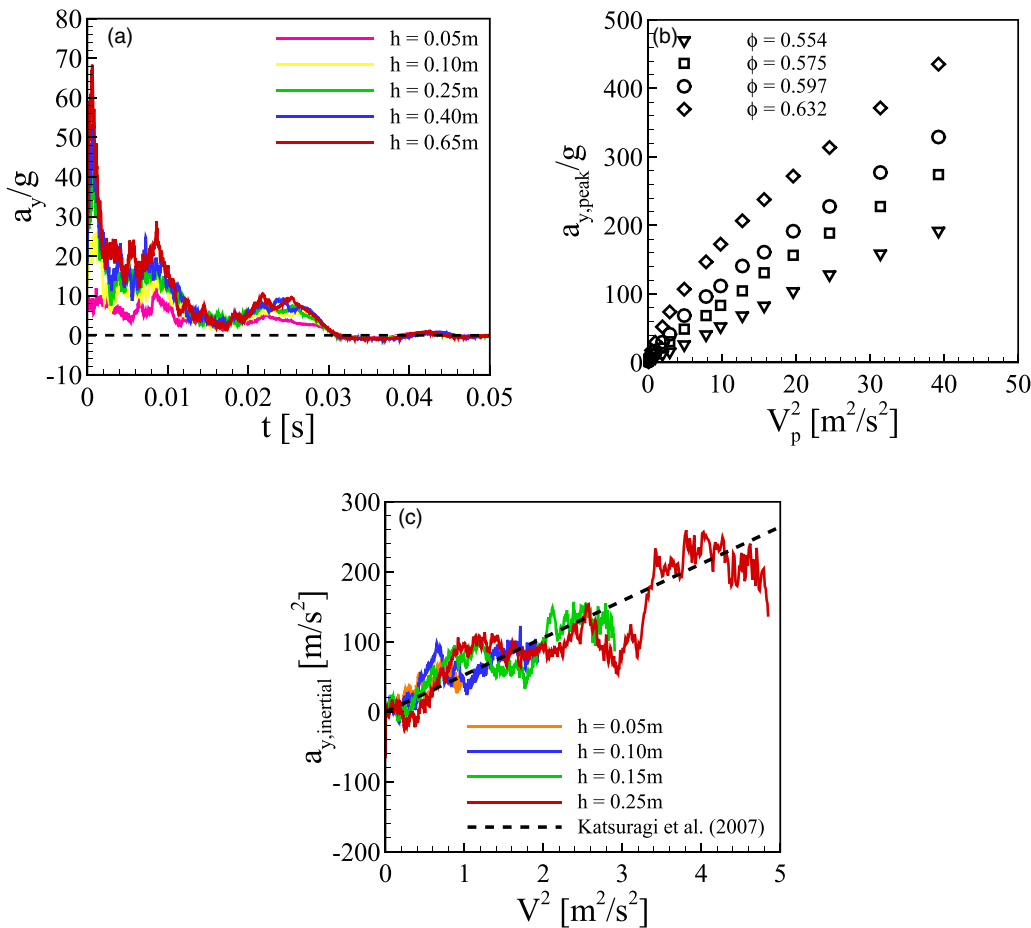 (a)
h = 0.05m
h = 0.10m
h = 0.25m
h = 0.40m
h = 0.65m
80
70
60
50
40
30
20
10
0
-10
a_y/g
0
0.01
0.02
0.03
0.04
0.05
t [s]
(b)
ϕ = 0.554
ϕ = 0.575
ϕ = 0.597
ϕ = 0.632
500
400
300
200
100
0
a_y,peak/g
0
10
20
30
40
50
V_p^2 [m^2/s^2]
(c)
300
200
100
0
-100
-200
a_y,inertial [m/s^2]
h = 0.05m
h = 0.10m
h = 0.15m
h = 0.25m
Katsuragi et al. (2007)
0
1
2
3
4
5
V^2 [m^2/s^2]